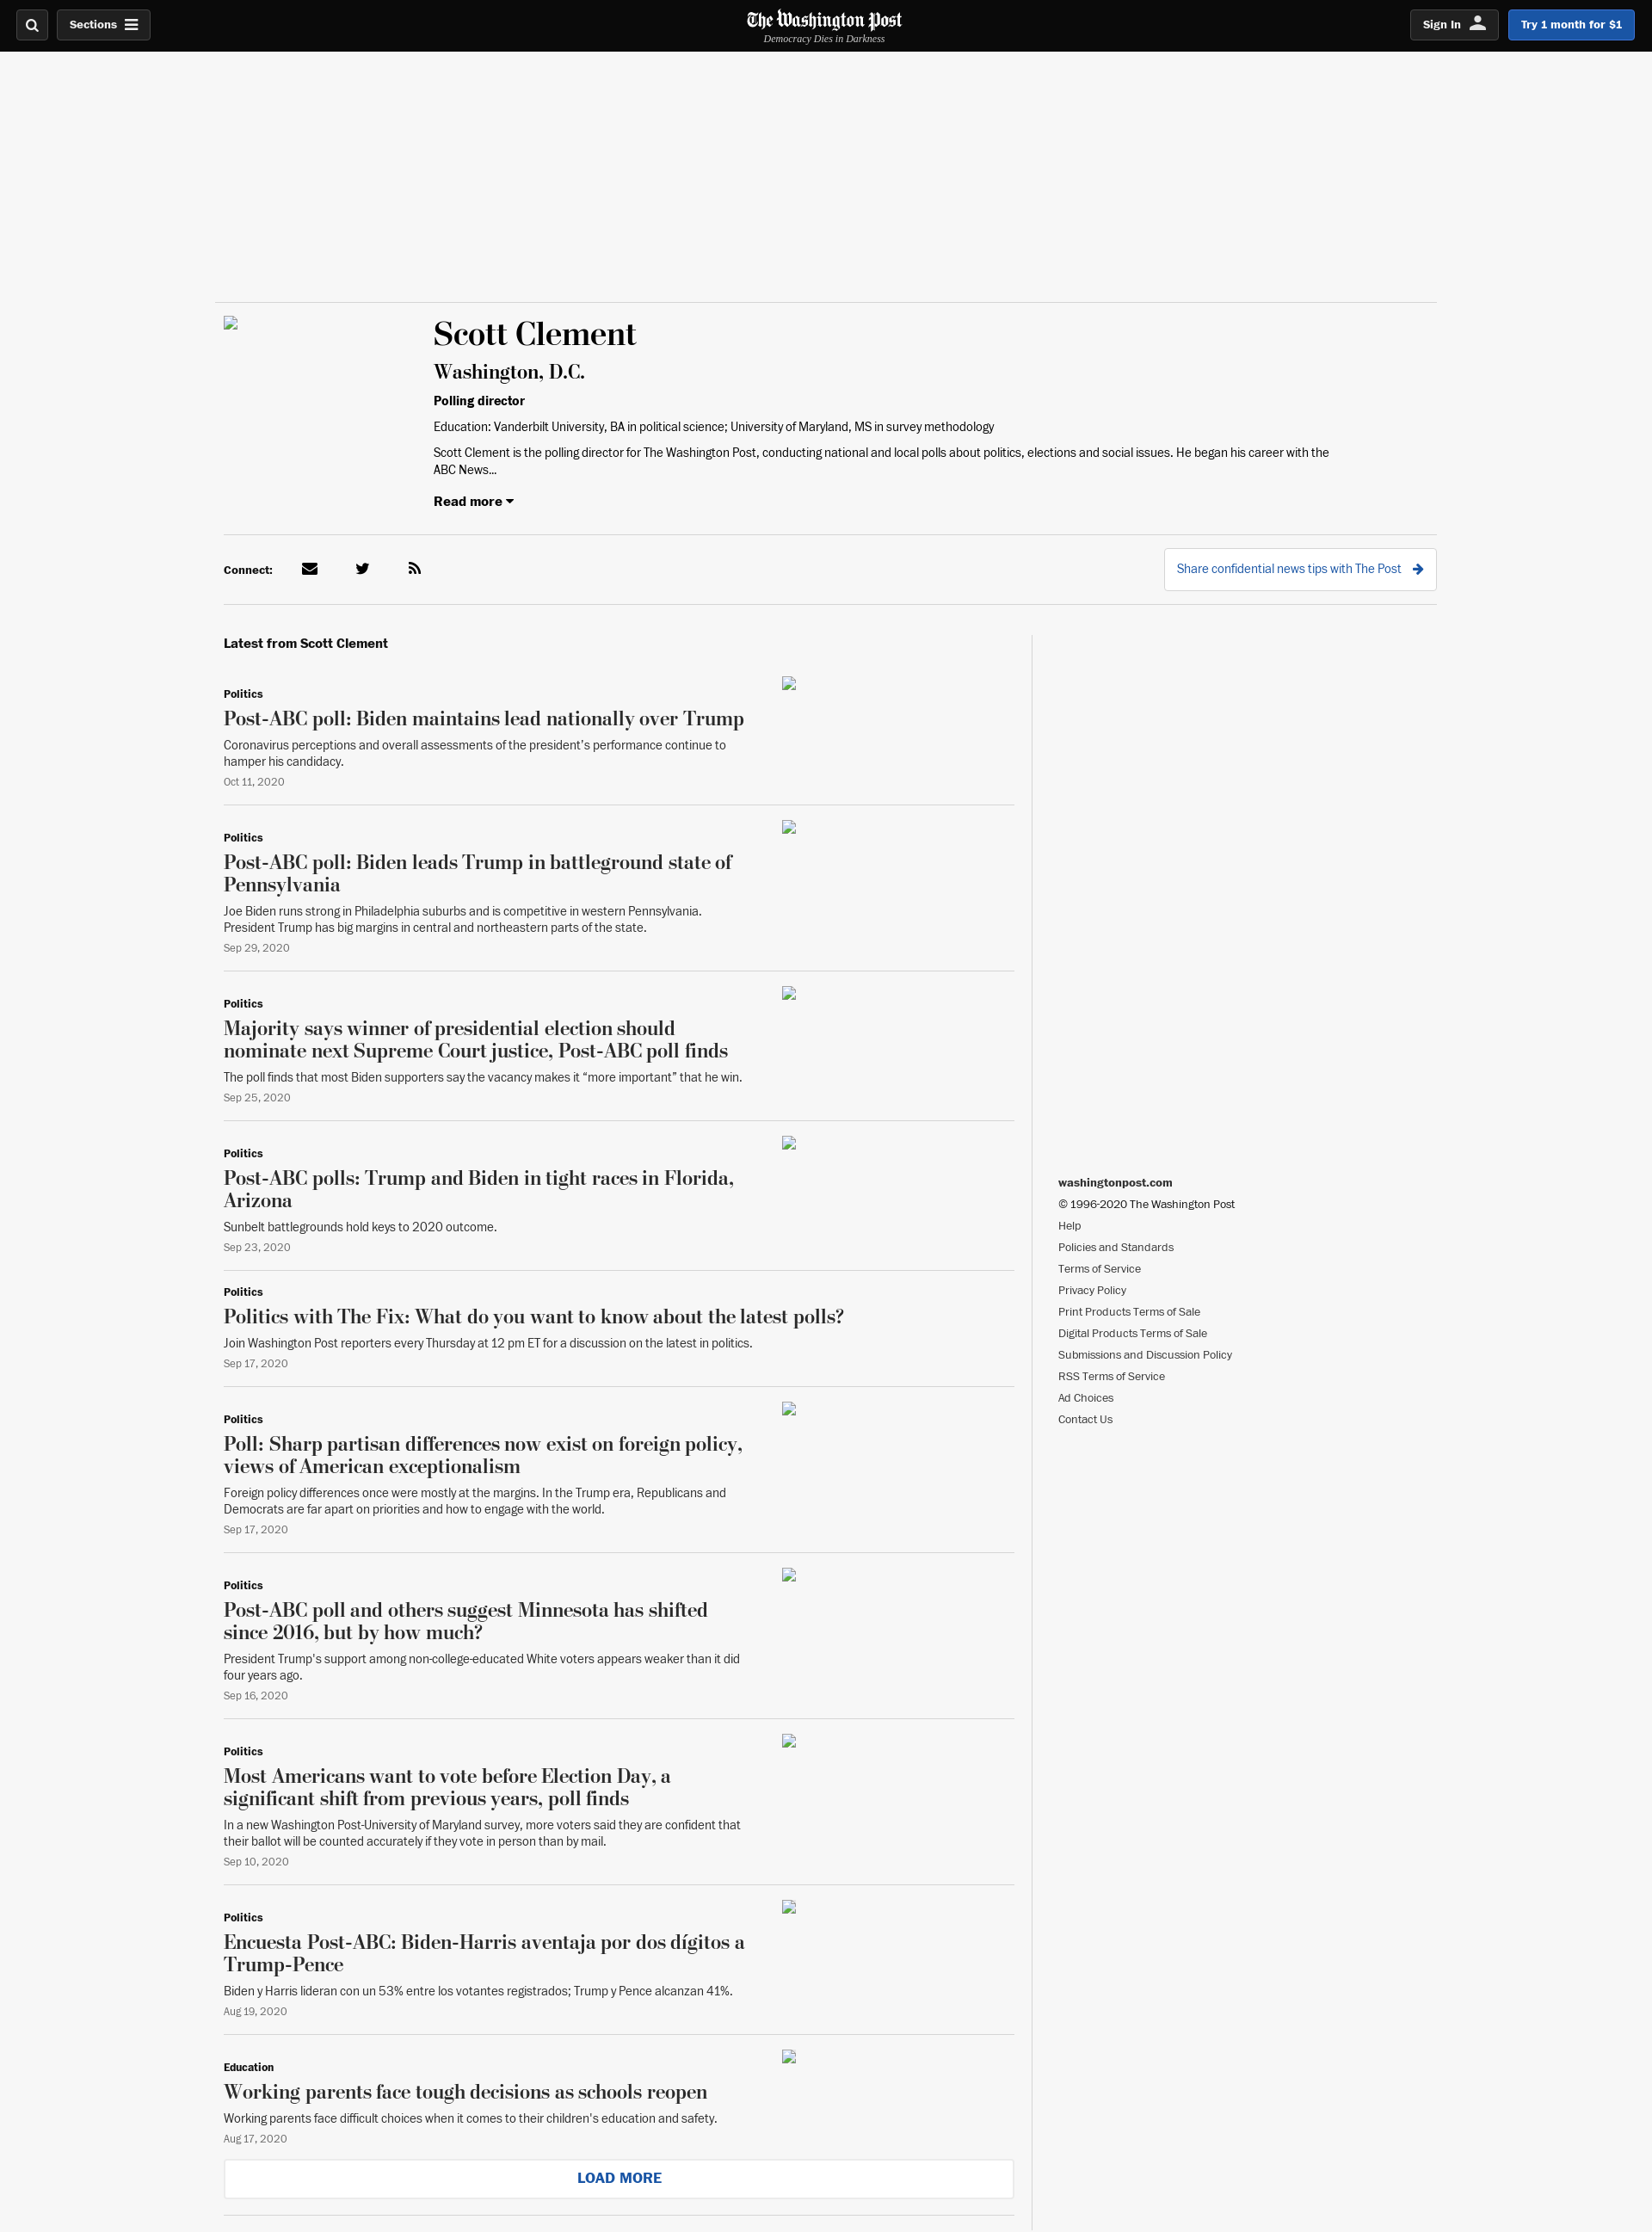 Sections
The Washington Post
Democracy Dies in Darkness
Sign In
Try 1 month for $1
Scott Clement
Washington, D.C.
Polling director
Education: Vanderbilt University, BA in political science; University of Maryland, MS in survey methodology
Scott Clement is the polling director for The Washington Post, conducting national and local polls about politics, elections and social issues. He began his career with the
ABC News...
Read more
Connect:
Share confidential news tips with The Post
Latest from Scott Clement
Politics
Post-ABC poll: Biden maintains lead nationally over Trump
Coronavirus perceptions and overall assessments of the president’s performance continue to
hamper his candidacy.
Oct 11, 2020
Politics
Post-ABC poll: Biden leads Trump in battleground state of
Pennsylvania
Joe Biden runs strong in Philadelphia suburbs and is competitive in western Pennsylvania.
President Trump has big margins in central and northeastern parts of the state.
Sep 29, 2020
Politics
Majority says winner of presidential election should
nominate next Supreme Court justice, Post-ABC poll finds
The poll finds that most Biden supporters say the vacancy makes it “more important” that he win.
Sep 25, 2020
Politics
Post-ABC polls: Trump and Biden in tight races in Florida,
Arizona
Sunbelt battlegrounds hold keys to 2020 outcome.
Sep 23, 2020
Politics
Politics with The Fix: What do you want to know about the latest polls?
Join Washington Post reporters every Thursday at 12 pm ET for a discussion on the latest in politics.
Sep 17, 2020
Politics
Poll: Sharp partisan differences now exist on foreign policy,
views of American exceptionalism
Foreign policy differences once were mostly at the margins. In the Trump era, Republicans and
Democrats are far apart on priorities and how to engage with the world.
Sep 17, 2020
Politics
Post-ABC poll and others suggest Minnesota has shifted
since 2016, but by how much?
President Trump's support among non-college-educated White voters appears weaker than it did
four years ago.
Sep 16, 2020
Politics
Most Americans want to vote before Election Day, a
significant shift from previous years, poll finds
In a new Washington Post-University of Maryland survey, more voters said they are confident that
their ballot will be counted accurately if they vote in person than by mail.
Sep 10, 2020
Politics
Encuesta Post-ABC: Biden-Harris aventaja por dos dígitos a
Trump-Pence
Biden y Harris lideran con un 53% entre los votantes registrados; Trump y Pence alcanzan 41%.
Aug 19, 2020
Education
Working parents face tough decisions as schools reopen
Working parents face difficult choices when it comes to their children's education and safety.
Aug 17, 2020
LOAD MORE
washingtonpost.com
© 1996-2020 The Washington Post
Help
Policies and Standards
Terms of Service
Privacy Policy
Print Products Terms of Sale
Digital Products Terms of Sale
Submissions and Discussion Policy
RSS Terms of Service
Ad Choices
Contact Us